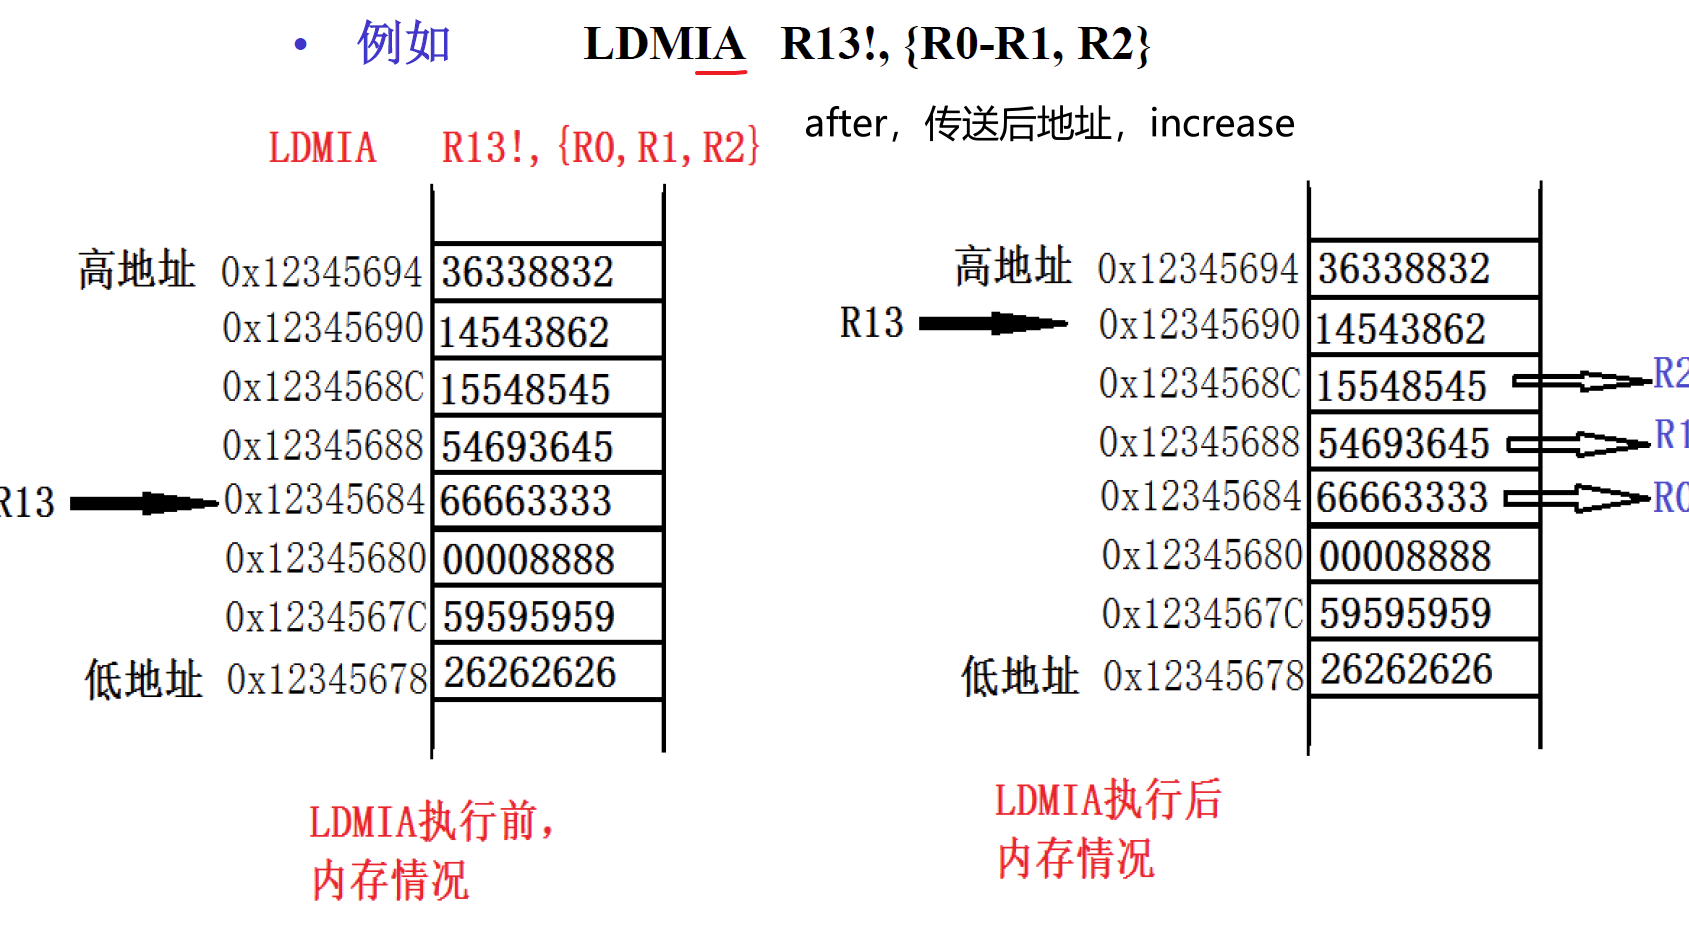 • 例如 LDMIA R13!, {R0-R1, R2}
after，传送后地址，increase
LDMIA R13!, {R0, R1, R2}
高地址 0x12345694 36338832
0x12345690 14543862
0x1234568C 15548545
0x12345688 54693645
R13 0x12345684 66663333
0x12345680 00008888
0x1234567C 59595959
低地址 0x12345678 26262626
LDMIA执行前，
内存情况
高地址 0x12345694 36338832
R13 0x12345690 14543862
0x1234568C 15548545 R2
0x12345688 54693645 R1
0x12345684 66663333 R0
0x12345680 00008888
0x1234567C 59595959
低地址 0x12345678 26262626
LDMIA执行后
内存情况